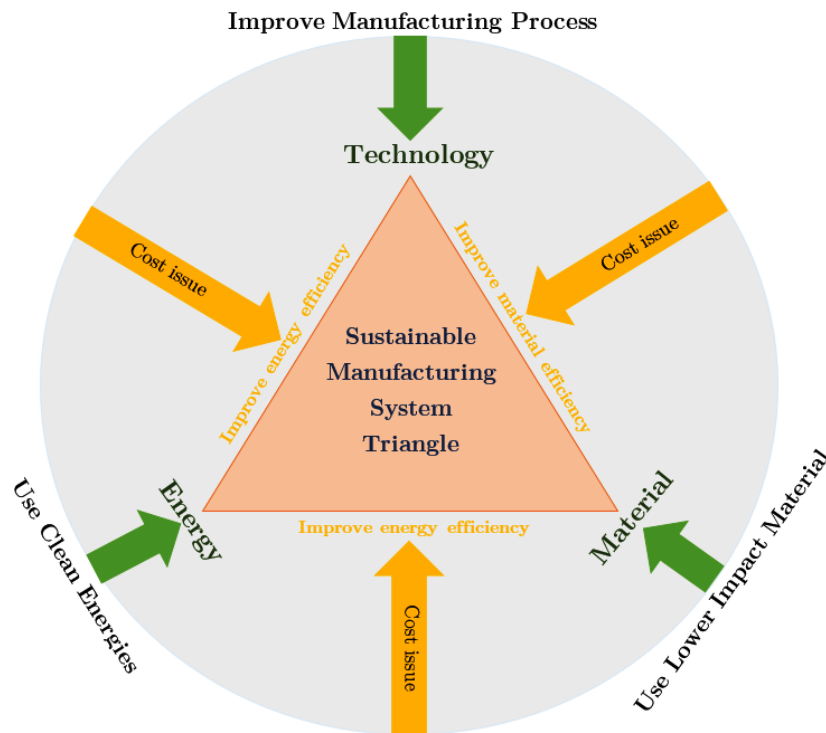 Improve Manufacturing Process
Technology
Cost issue
Cost issue
Improve energy efficiency
Improve material efficiency
Sustainable
Manufacturing
System
Triangle
Energy
Material
Improve energy efficiency
Use Clean Energies
Use Lower Impact Material
Cost issue